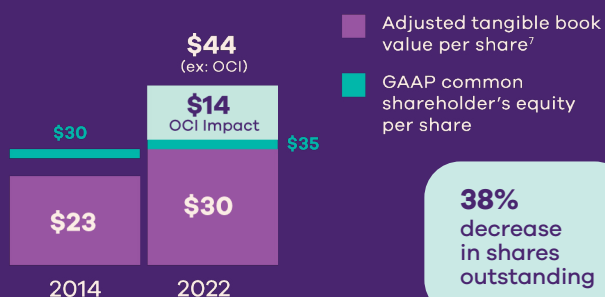 $44
(ex: OCI)
$14
OCI Impact
$30
$35
$23
$30
2014
2022
Adjusted tangible book
value per share7
GAAP common
shareholder's equity
per share
38%
decrease
in shares
outstanding